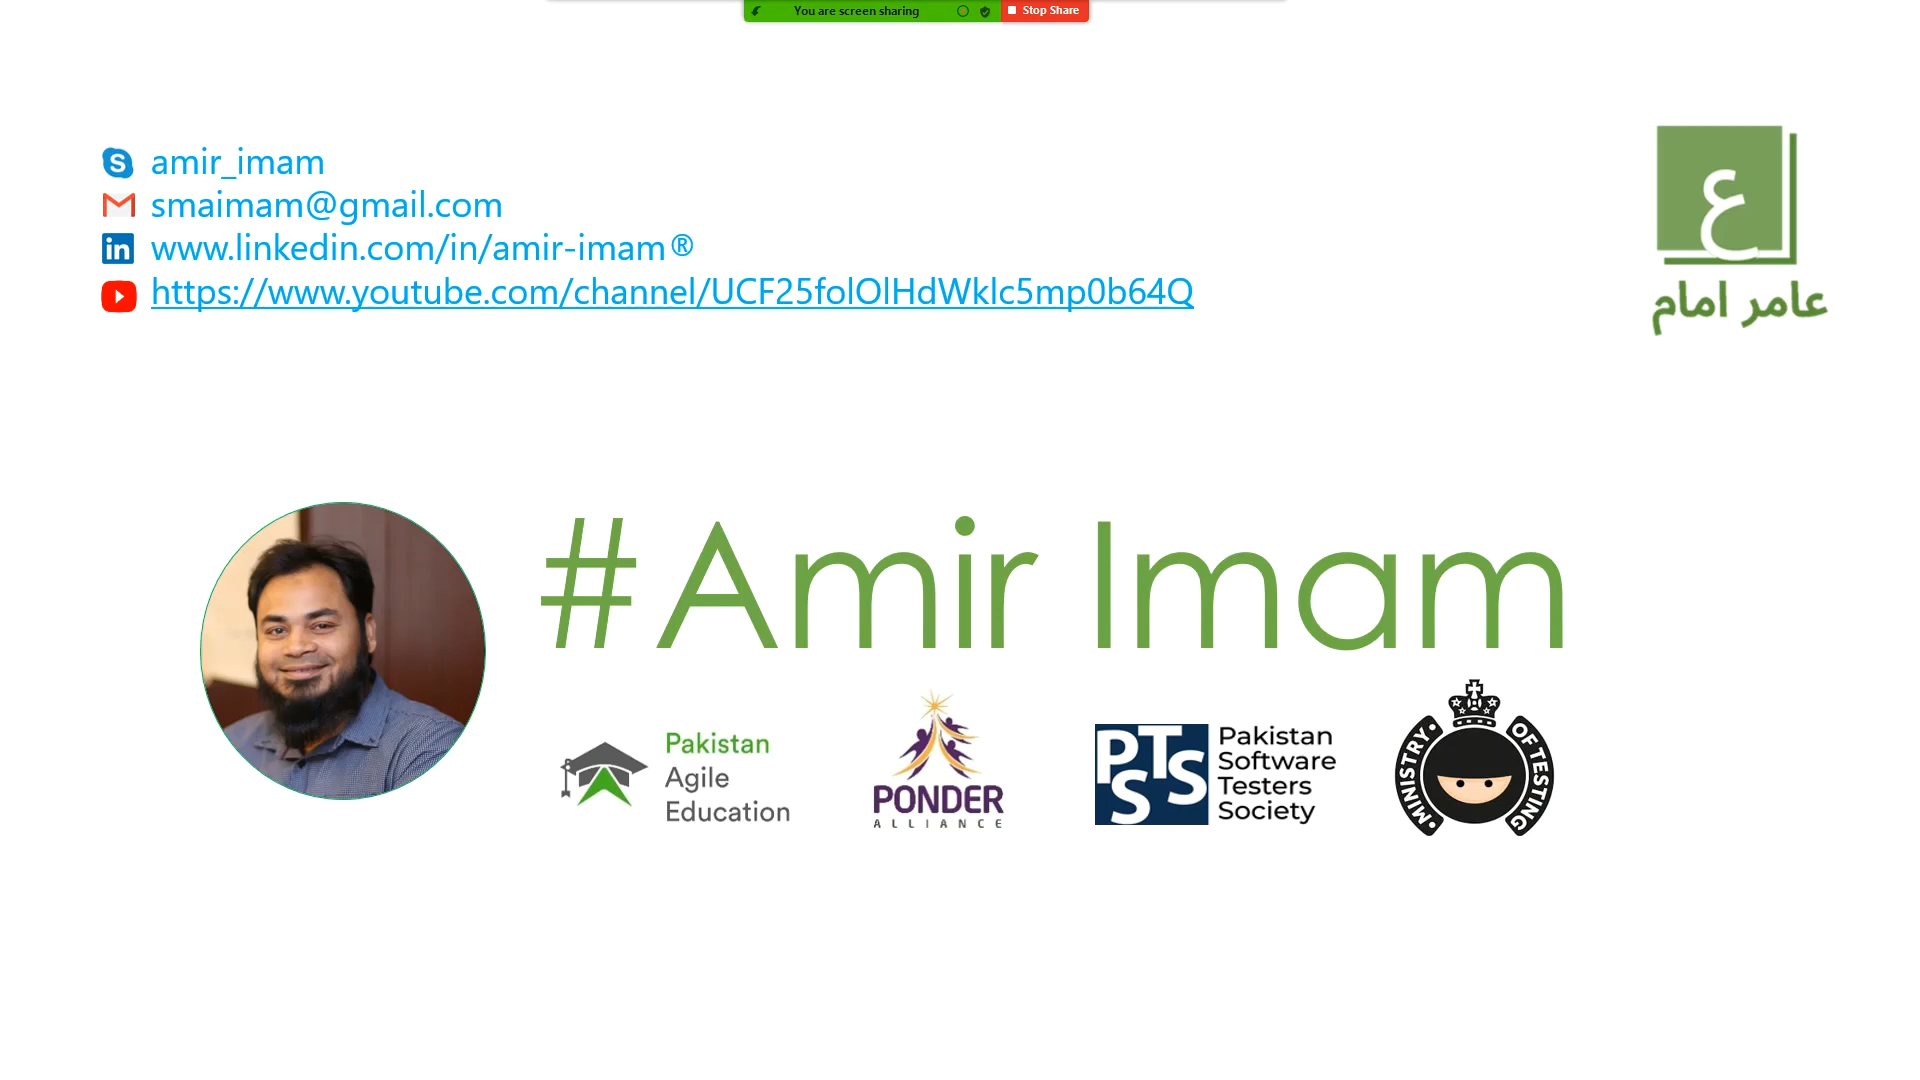 You are screen sharing
Stop Share
amir_imam
smaimam@gmail.com
www.linkedin.com/in/amir-imam®
https://www.youtube.com/channel/UCF25folOlHdWklc5mp0b64Q
ع
عامر امام
#Amir Imam
Pakistan
Agile
Education
PONDER
ALLIANCE
PSTS
Pakistan
Software
Testers
Society
MINISTRY OF TESTING